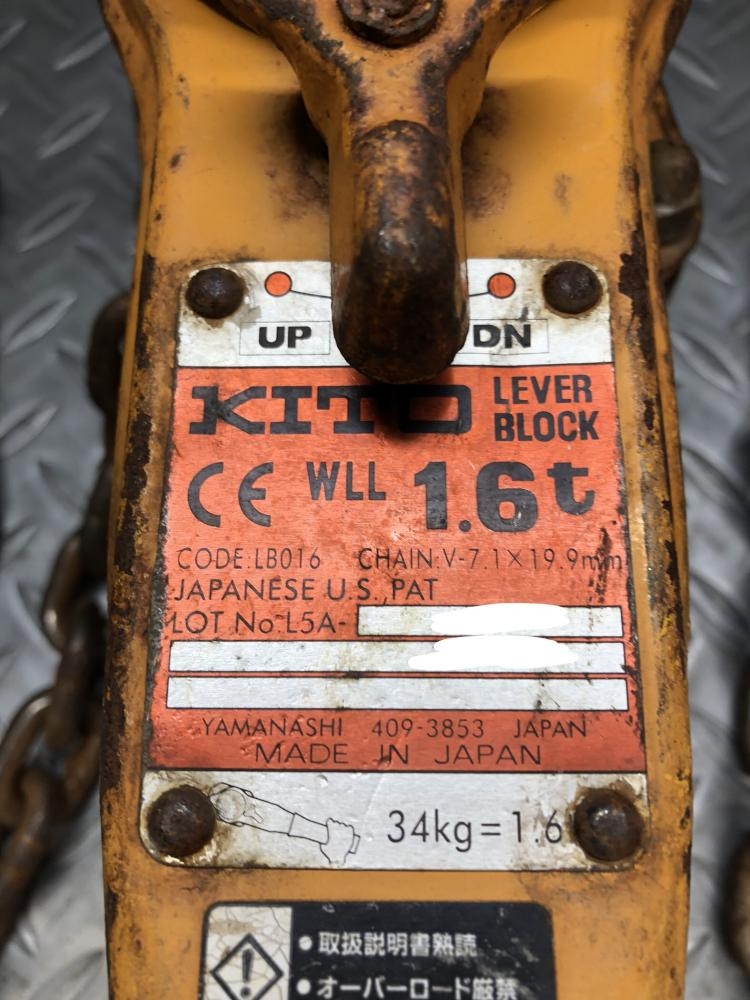 UP DN
KITO LEVER BLOCK
CE WLL 1.6t
CODE:LB016 CHAIN:V-7.1×19.9mm
JAPANESE U.S.,PAT
LOT No:L5A-
YAMANASHI 409-3853 JAPAN
MADE IN JAPAN
34kg=1.6
•取扱説明書熟読
•オーバーロード厳禁